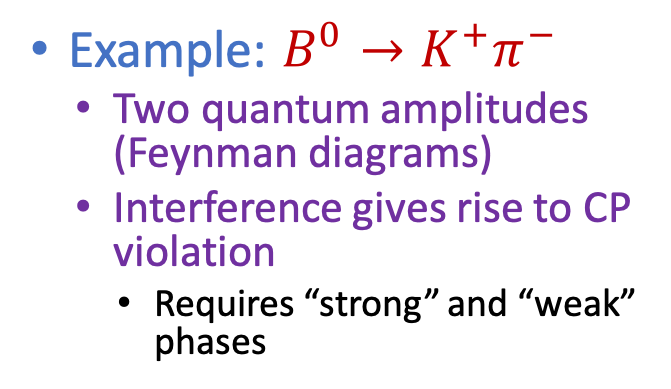 • Example: B⁰ → K⁺π⁻
• Two quantum amplitudes
(Feynman diagrams)
• Interference gives rise to CP
violation
• Requires “strong” and “weak”
phases